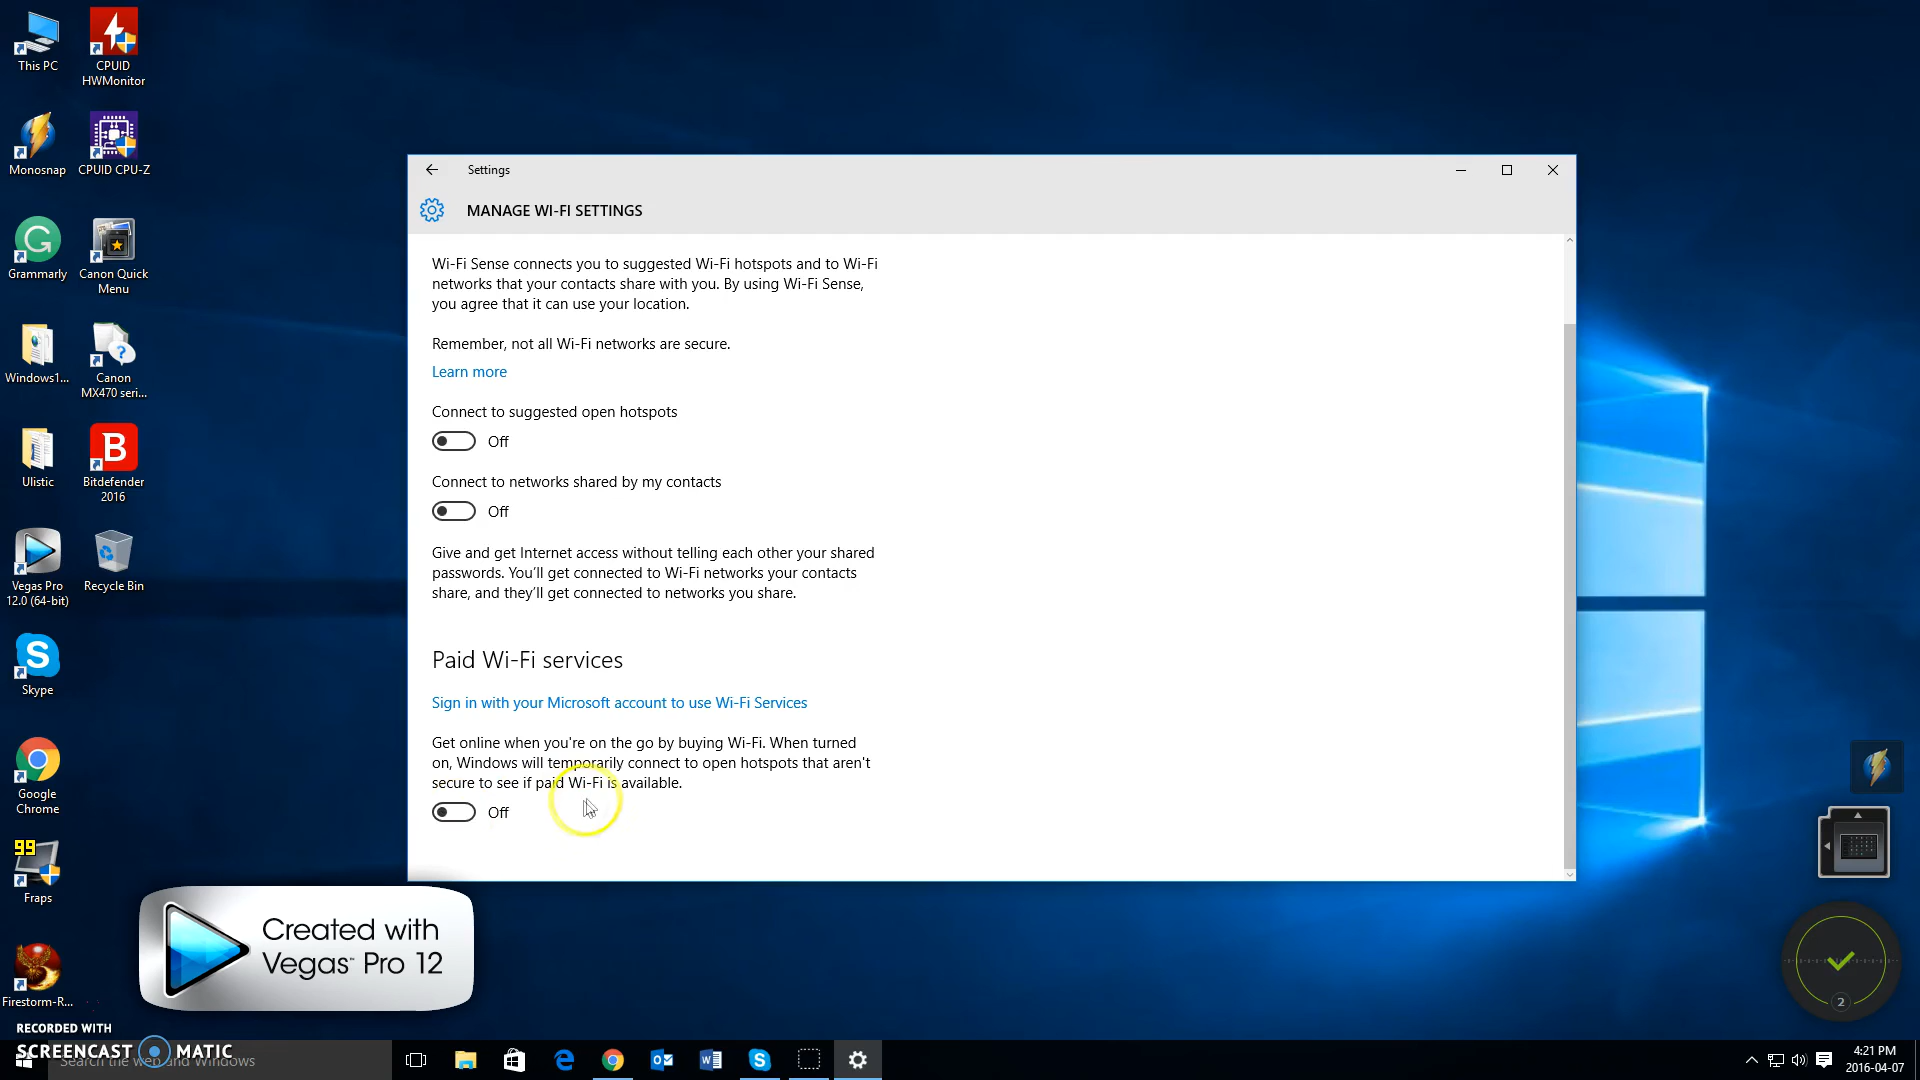 This PC
CPUID
HWMonitor
Monosnap
CPUID CPU-Z
Grammarly
Canon Quick
Menu
Windows1...
Canon
MX470 seri...
Ulistic
Bitdefender
2016
Vegas Pro
12.0 (64-bit)
Recycle Bin
Skype
Google
Chrome
99
Fraps
Firestorm-R...
Settings
MANAGE WI-FI SETTINGS
Wi-Fi Sense connects you to suggested Wi-Fi hotspots and to Wi-Fi
networks that your contacts share with you. By using Wi-Fi Sense,
you agree that it can use your location.
Remember, not all Wi-Fi networks are secure.
Learn more
Connect to suggested open hotspots
Off
Connect to networks shared by my contacts
Off
Give and get Internet access without telling each other your shared
passwords. You'll get connected to Wi-Fi networks your contacts
share, and they'll get connected to networks you share.
Paid Wi-Fi services
Sign in with your Microsoft account to use Wi-Fi Services
Get online when you're on the go by buying Wi-Fi. When turned
on, Windows will temporarily connect to open hotspots that aren't
secure to see if paid Wi-Fi is available.
Off
Created with
Vegas™ Pro 12
2
RECORDED WITH
SCREENCAST MATIC
Search the web and Windows
4:21 PM
2016-04-07